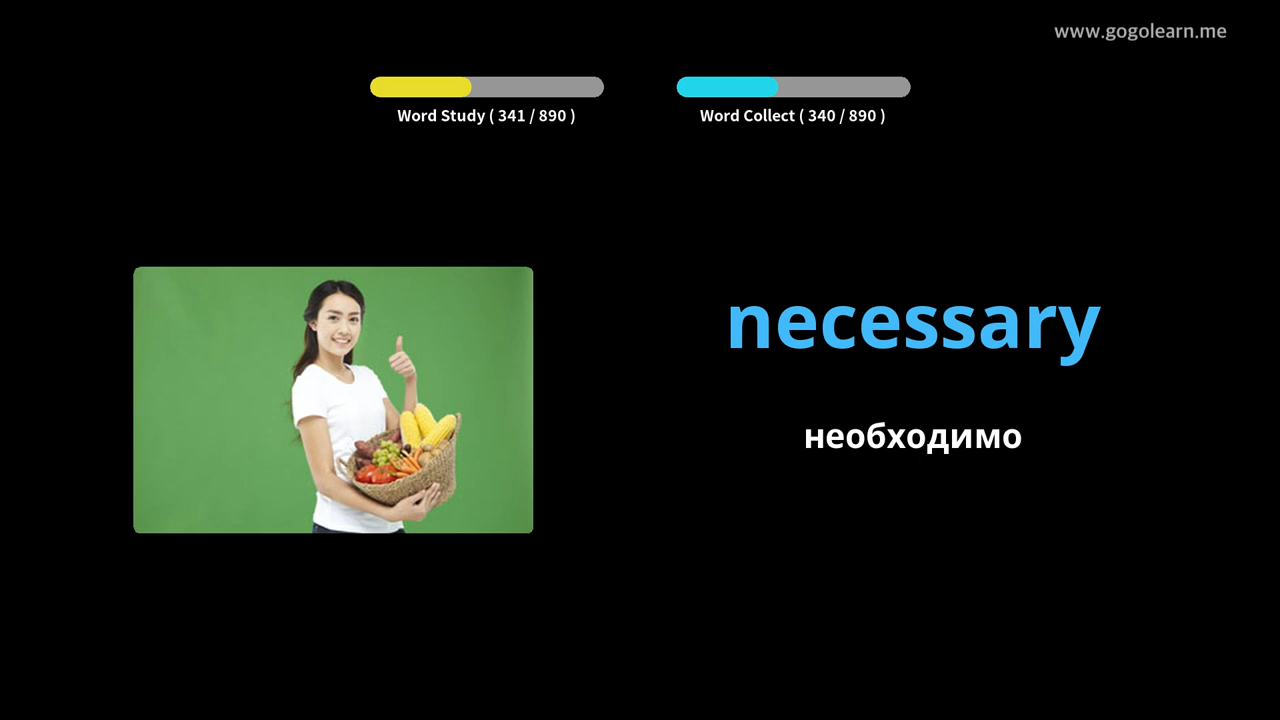 www.gogolearn.me
Word Study ( 341 / 890 )
Word Collect ( 340 / 890 )
necessary
необходимо